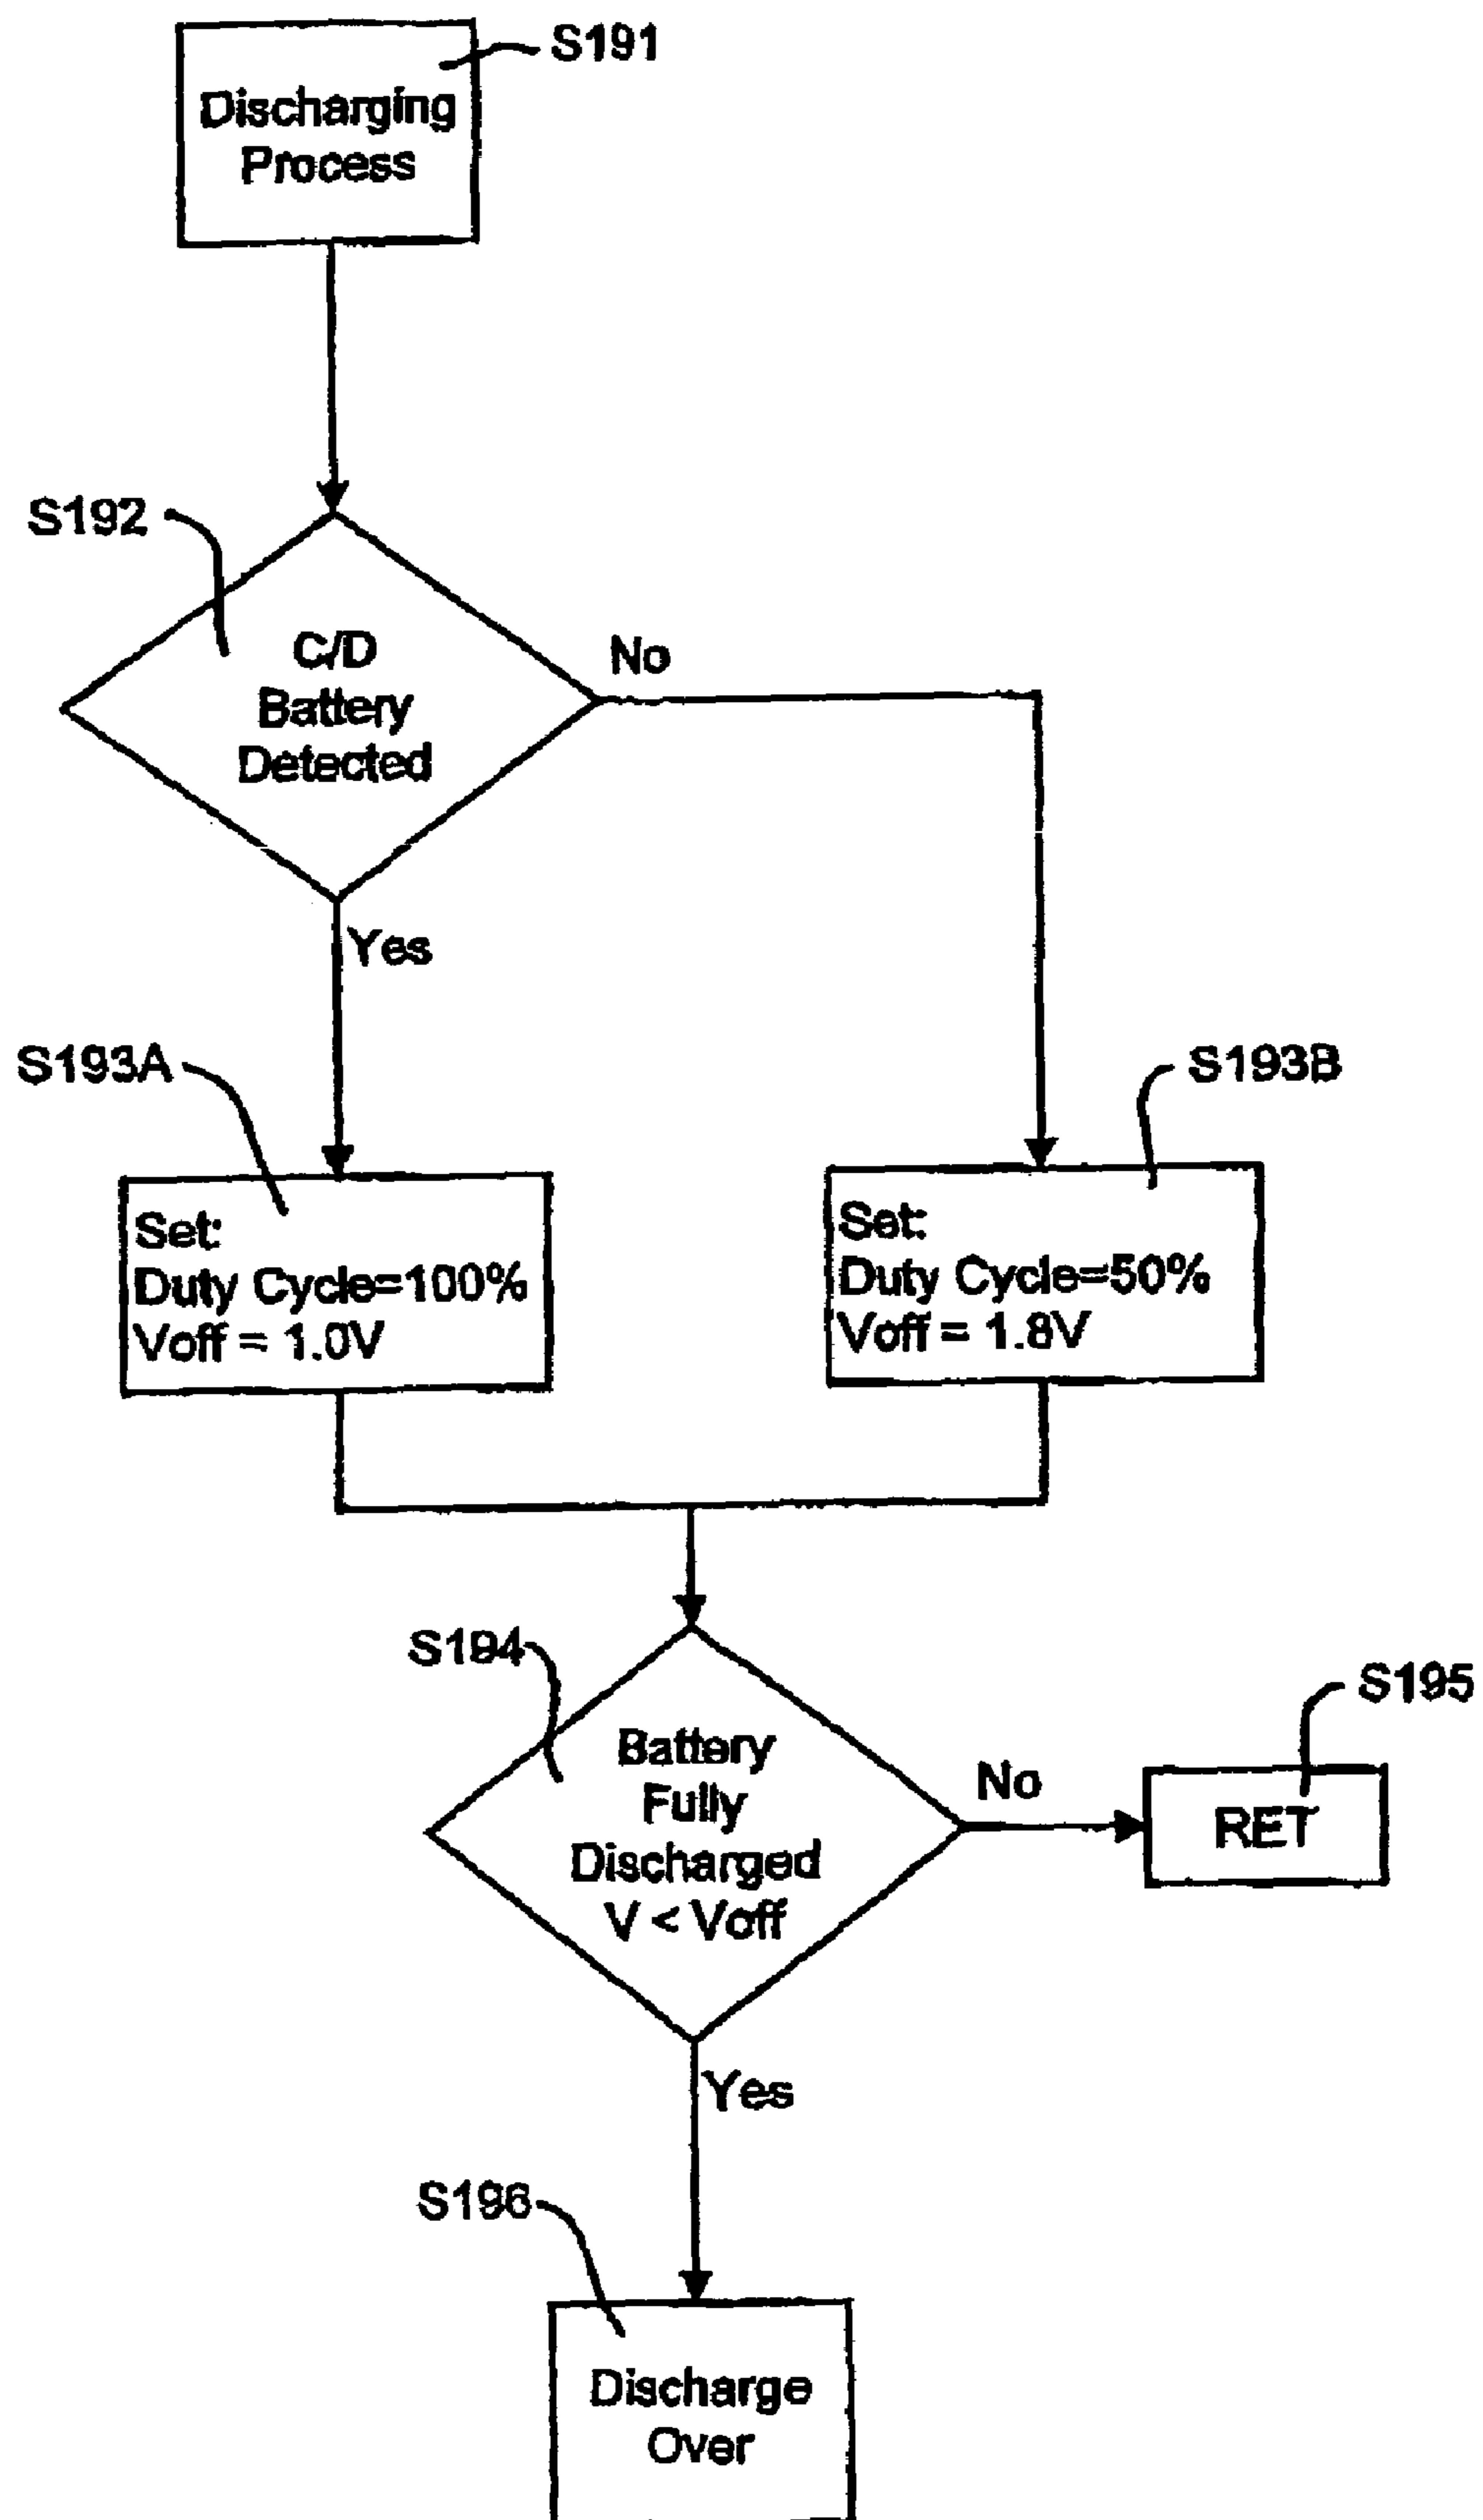 S191
Discharging
Process
S192
C/D
Battery
Detected
No
Yes
S193A
S193B
Set:
Duty Cycle=100%
Voff = 1.0V
Set:
Duty Cycle=50%
Voff = 1.8V
S194
Battery
Fully
Discharged
V < Voff
No
S195
RET
Yes
S196
Discharge
Over